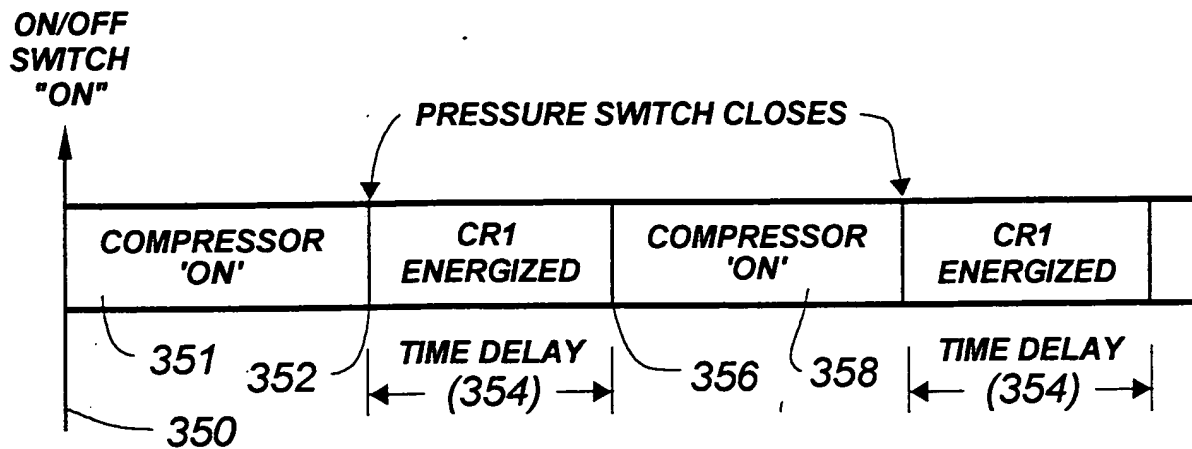 ON/OFF
SWITCH
"ON"
PRESSURE SWITCH CLOSES
COMPRESSOR
'ON'
CR1
ENERGIZED
COMPRESSOR
'ON'
CR1
ENERGIZED
351
352
TIME DELAY
(354)
356
358
TIME DELAY
(354)
350